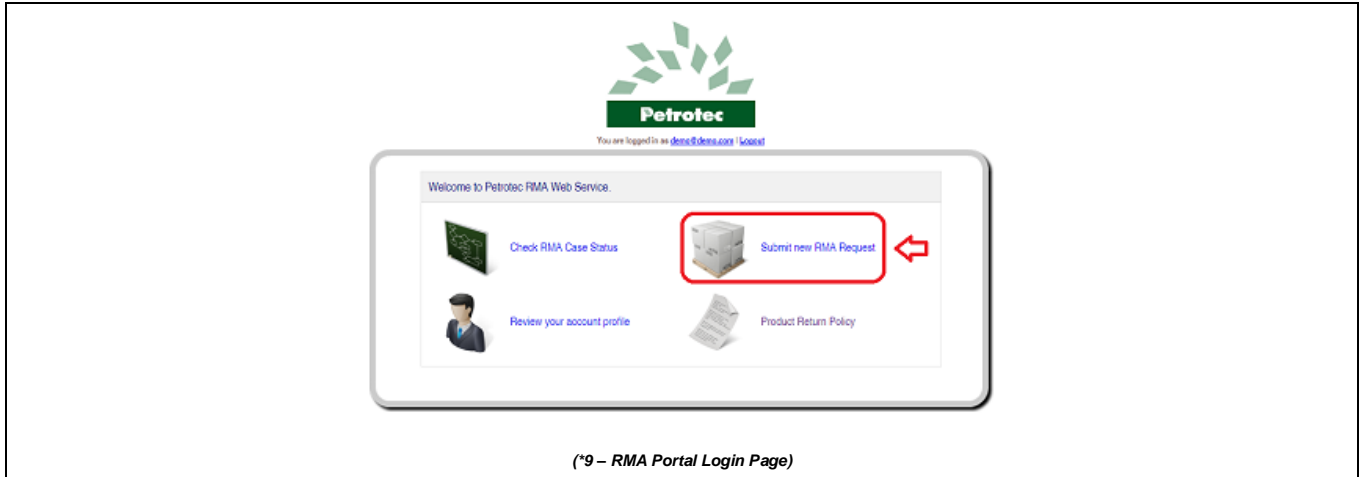 Petrotec
You are logged in as demo@demo.com | Logout
Welcome to Petrotec RMA Web Service.
Check RMA Case Status
Submit new RMA Request
Review your account profile
Product Return Policy
(*9 – RMA Portal Login Page)